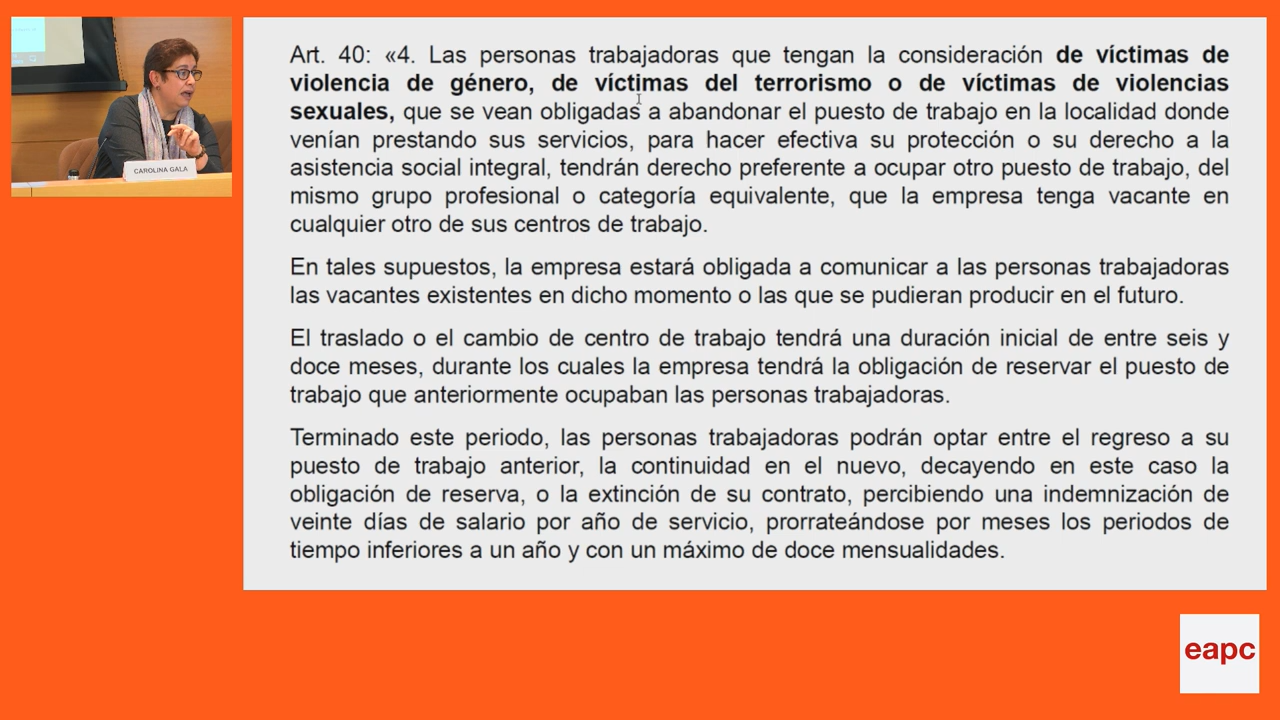 CAROLINA GALA
Art. 40: «4. Las personas trabajadoras que tengan la consideración de víctimas de
violencia de género, de víctimas del terrorismo o de víctimas de violencias
sexuales, que se vean obligadas a abandonar el puesto de trabajo en la localidad donde
venían prestando sus servicios, para hacer efectiva su protección o su derecho a la
asistencia social integral, tendrán derecho preferente a ocupar otro puesto de trabajo, del
mismo grupo profesional o categoría equivalente, que la empresa tenga vacante en
cualquier otro de sus centros de trabajo.
En tales supuestos, la empresa estará obligada a comunicar a las personas trabajadoras
las vacantes existentes en dicho momento o las que se pudieran producir en el futuro.
El traslado o el cambio de centro de trabajo tendrá una duración inicial de entre seis y
doce meses, durante los cuales la empresa tendrá la obligación de reservar el puesto de
trabajo que anteriormente ocupaban las personas trabajadoras.
Terminado este periodo, las personas trabajadoras podrán optar entre el regreso a su
puesto de trabajo anterior, la continuidad en el nuevo, decayendo en este caso la
obligación de reserva, o la extinción de su contrato, percibiendo una indemnización de
veinte días de salario por año de servicio, prorrateándose por meses los periodos de
tiempo inferiores a un año y con un máximo de doce mensualidades.
eapc